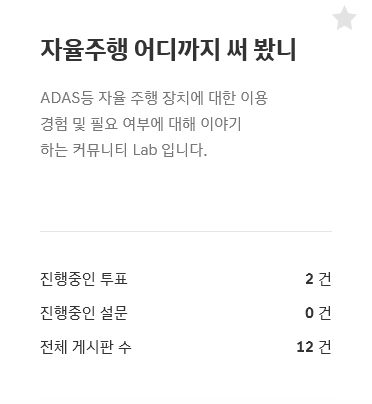 자율주행 어디까지 써 봤니
ADAS등 자율 주행 장치에 대한 이용
경험 및 필요 여부에 대해 이야기
하는 커뮤니티 Lab 입니다.
진행중인 투표 2 건
진행중인 설문 0 건
전체 게시판 수 12 건